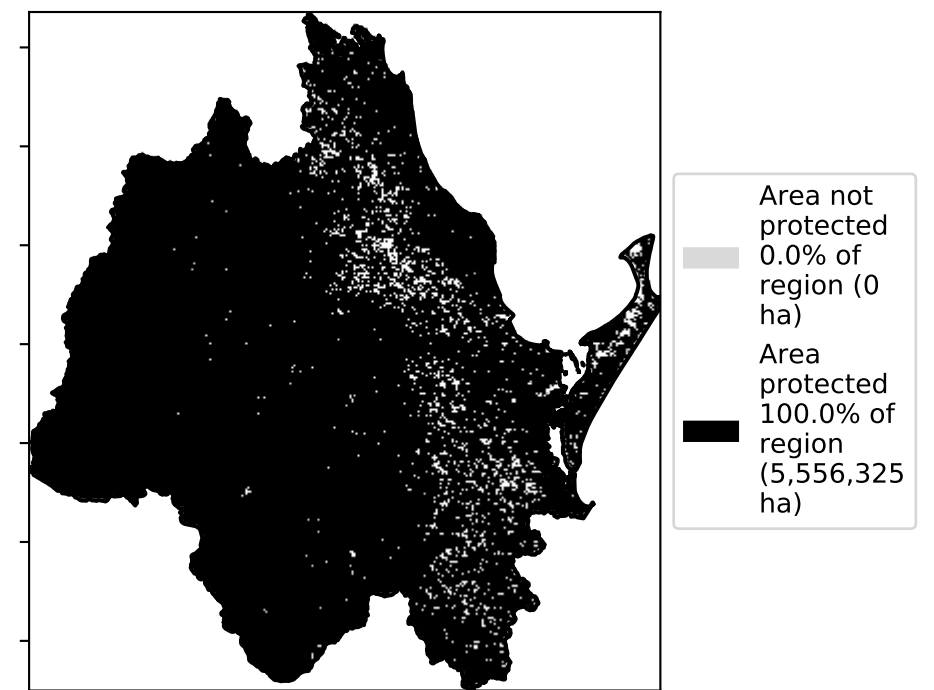 Area not
protected
0.0% of
region (0
ha)
Area
protected
100.0% of
region
(5,556,325
ha)